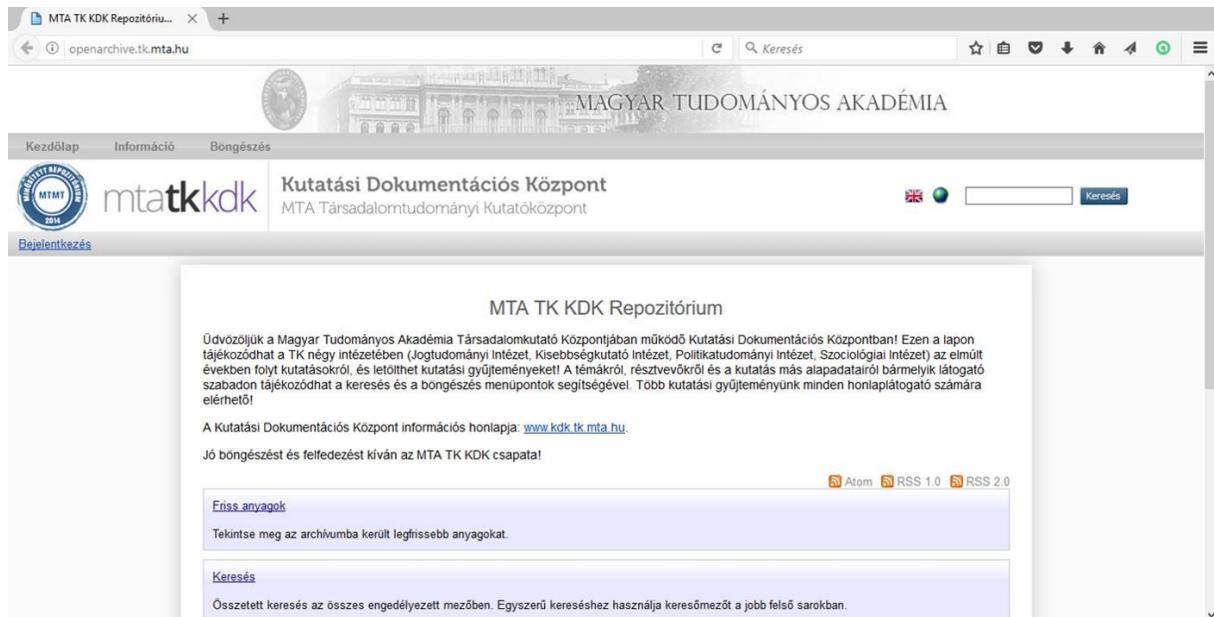 MTA TK KDK Repozitóriu...
openarchive.tk.mta.hu
Keresés
MAGYAR TUDOMÁNYOS AKADÉMIA
Kezdőlap Információ Böngészés
MINŐSÍTETT REPOZITÓRIUM
MTMT
2014
mtatkkdk
Kutatási Dokumentációs Központ
MTA Társadalomtudományi Kutatóközpont
Keresés
Bejelentkezés
MTA TK KDK Repozitórium
Üdvözöljük a Magyar Tudományos Akadémia Társadalomkutató Központjában működő Kutatási Dokumentációs Központban! Ezen a lapon
tájékozódhat a TK négy intézetében (Jogtudományi Intézet, Kisebbségkutató Intézet, Politikatudományi Intézet, Szociológiai Intézet) az elmúlt
években folyt kutatásokról, és letölthet kutatási gyűjteményeket! A témákról, résztvevőkről és a kutatás más alapadatairól bármelyik látogató
szabadon tájékozódhat a keresés és a böngészés menüpontok segítségével. Több kutatási gyűjteményünk minden honlaplátogató számára
elérhető!
A Kutatási Dokumentációs Központ információs honlapja: www.kdk.tk.mta.hu.
Jó böngészést és felfedezést kíván az MTA TK KDK csapata!
Atom RSS 1.0 RSS 2.0
Friss anyagok
Tekintse meg az archívumba került legfrissebb anyagokat.
Keresés
Összetett keresés az összes engedélyezett mezőben. Egyszerű kereséshez használja keresőmezőt a jobb felső sarokban.